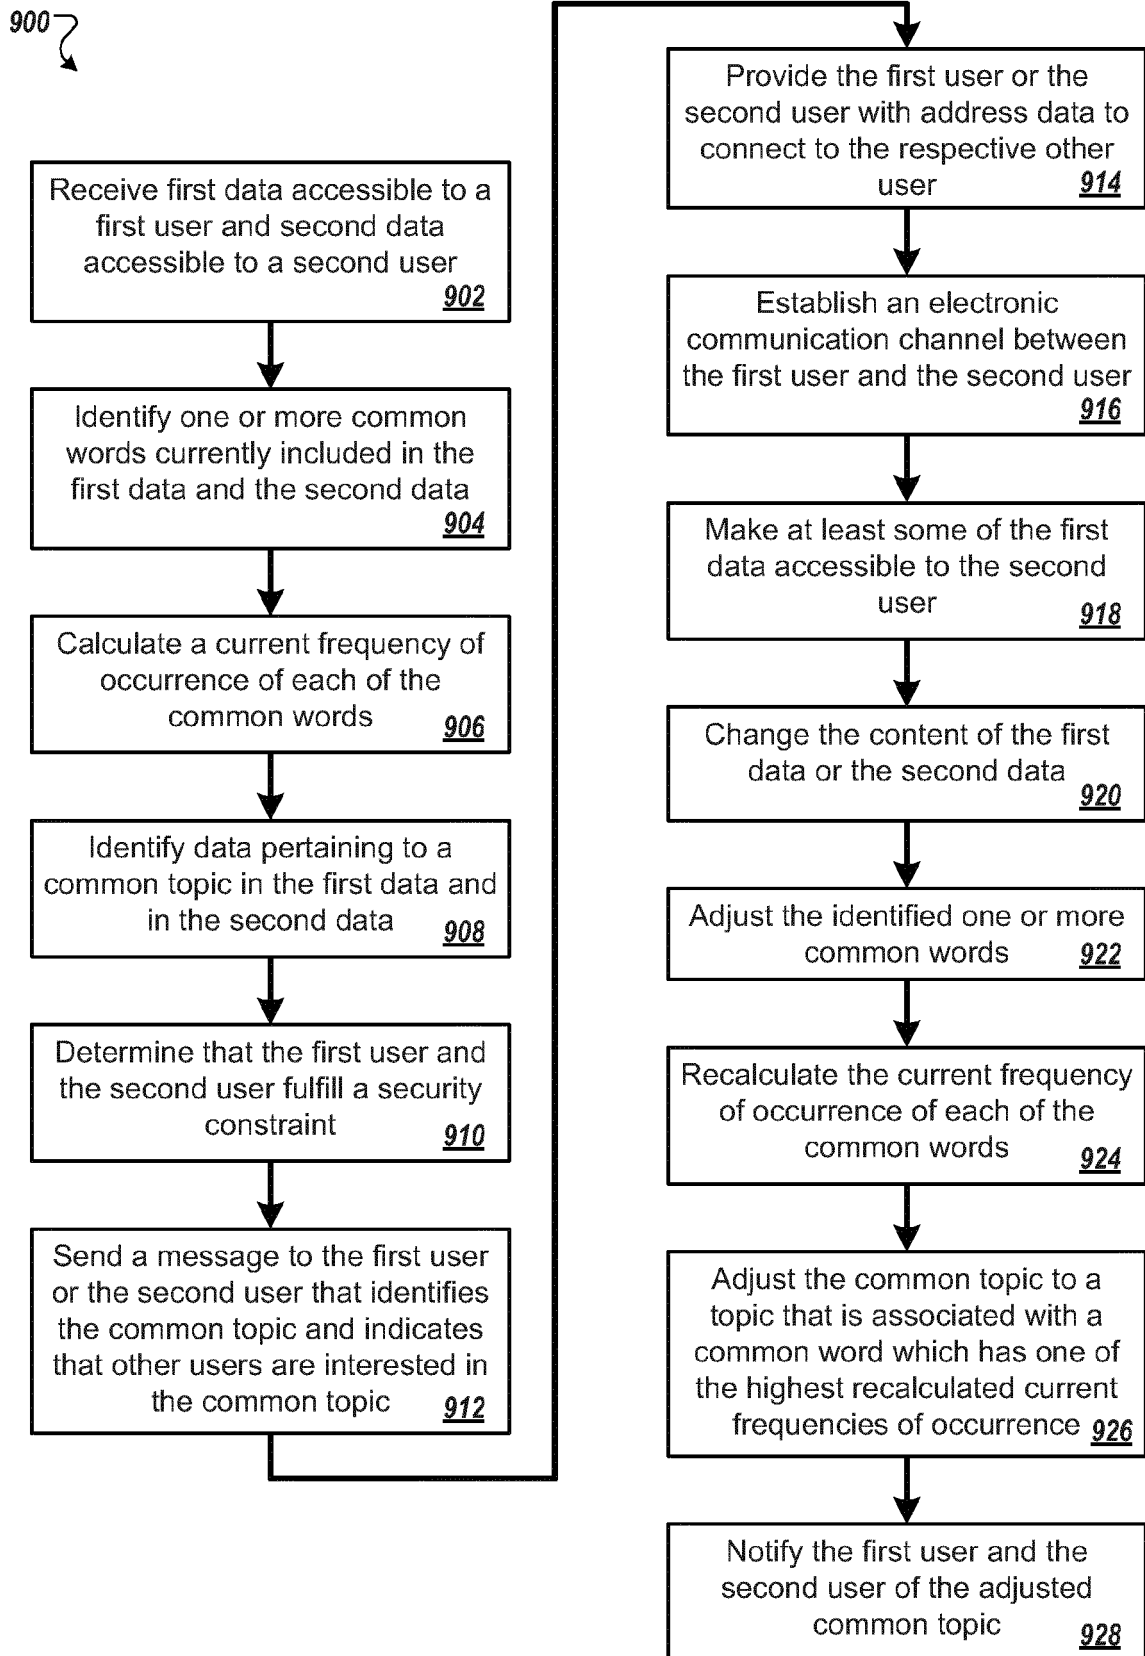 900
Receive first data accessible to a
first user and second data
accessible to a second user
902
Identify one or more common
words currently included in the
first data and the second data
904
Calculate a current frequency of
occurrence of each of the
common words
906
Identify data pertaining to a
common topic in the first data and
in the second data
908
Determine that the first user and
the second user fulfill a security
constraint
910
Send a message to the first user
or the second user that identifies
the common topic and indicates
that other users are interested in
the common topic
912
Provide the first user or the
second user with address data to
connect to the respective other
user
914
Establish an electronic
communication channel between
the first user and the second user
916
Make at least some of the first
data accessible to the second
user
918
Change the content of the first
data or the second data
920
Adjust the identified one or more
common words
922
Recalculate the current frequency
of occurrence of each of the
common words
924
Adjust the common topic to a
topic that is associated with a
common word which has one of
the highest recalculated current
frequencies of occurrence
926
Notify the first user and the
second user of the adjusted
common topic
928